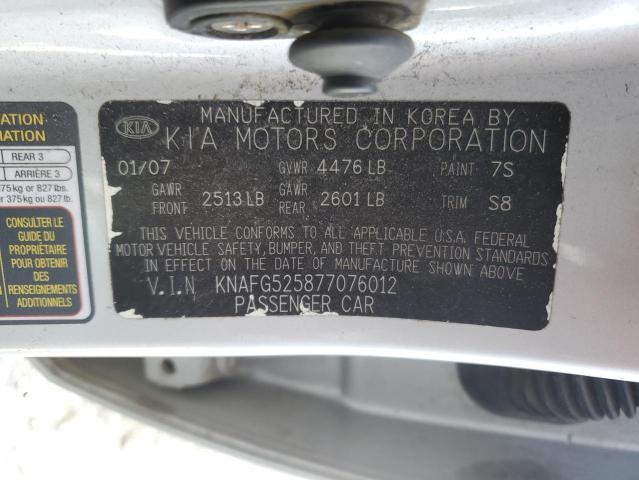 MANUFACTURED IN KOREA BY
KIA KIA MOTORS CORPORATION
01/07 GVWR 4476 LB PAINT 7S
GAWR FRONT 2513 LB GAWR REAR 2601 LB TRIM S8
THIS VEHICLE CONFORMS TO ALL APPLICABLE U.S.A. FEDERAL
MOTOR VEHICLE SAFETY, BUMPER, AND THEFT PREVENTION STANDARDS
IN EFFECT ON THE DATE OF MANUFACTURE SHOWN ABOVE
V.I.N KNAFG525877076012
PASSENGER CAR
REAR 3
ARRIÈRE 3
kg or 827 lbs.
375 kg ou 827 lb
CONSULTER LE
GUIDE DU
PROPRIÉTAIRE
POUR OBTENIR
DES
RENSEIGNEMENTS
ADDITIONNELS